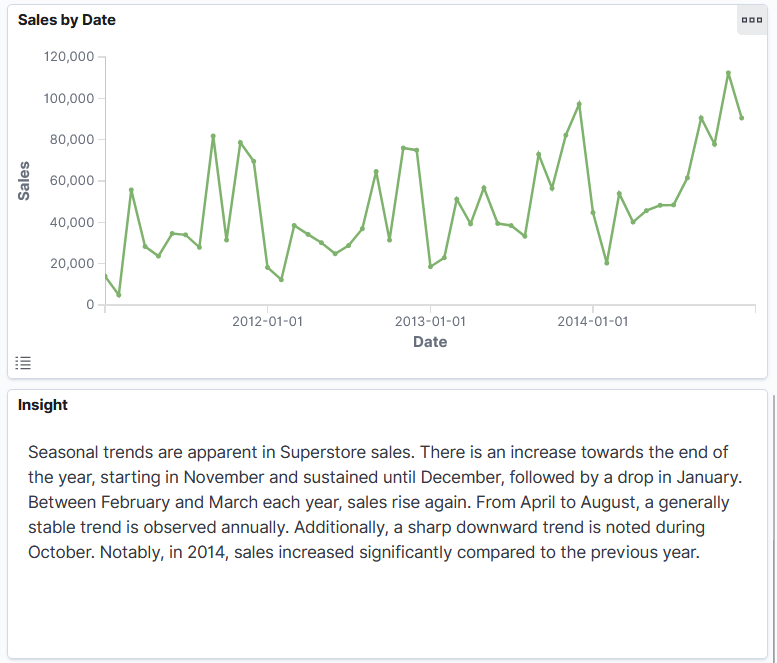 Sales by Date
120,000
100,000
80,000
60,000
40,000
20,000
0
Sales
2012-01-01
2013-01-01
2014-01-01
Date
Insight
Seasonal trends are apparent in Superstore sales. There is an increase towards the end of
the year, starting in November and sustained until December, followed by a drop in January.
Between February and March each year, sales rise again. From April to August, a generally
stable trend is observed annually. Additionally, a sharp downward trend is noted during
October. Notably, in 2014, sales increased significantly compared to the previous year.